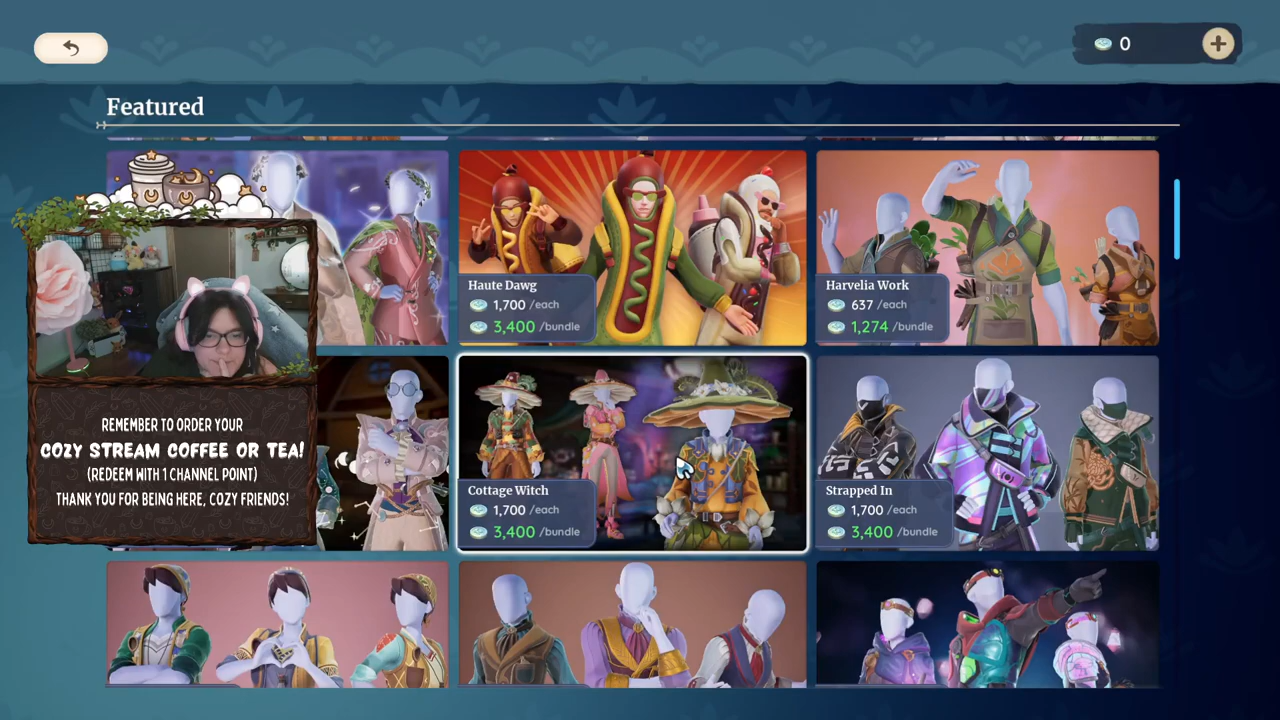 0
Featured
Haute Dawg
1,700 /each
3,400 /bundle
Harvelia Work
637 /each
1,274 /bundle
REMEMBER TO ORDER YOUR
COZY STREAM COFFEE OR TEA!
(REDEEM WITH 1 CHANNEL POINT)
THANK YOU FOR BEING HERE, COZY FRIENDS!
Cottage Witch
1,700 /each
3,400 /bundle
Strapped In
1,700 /each
3,400 /bundle